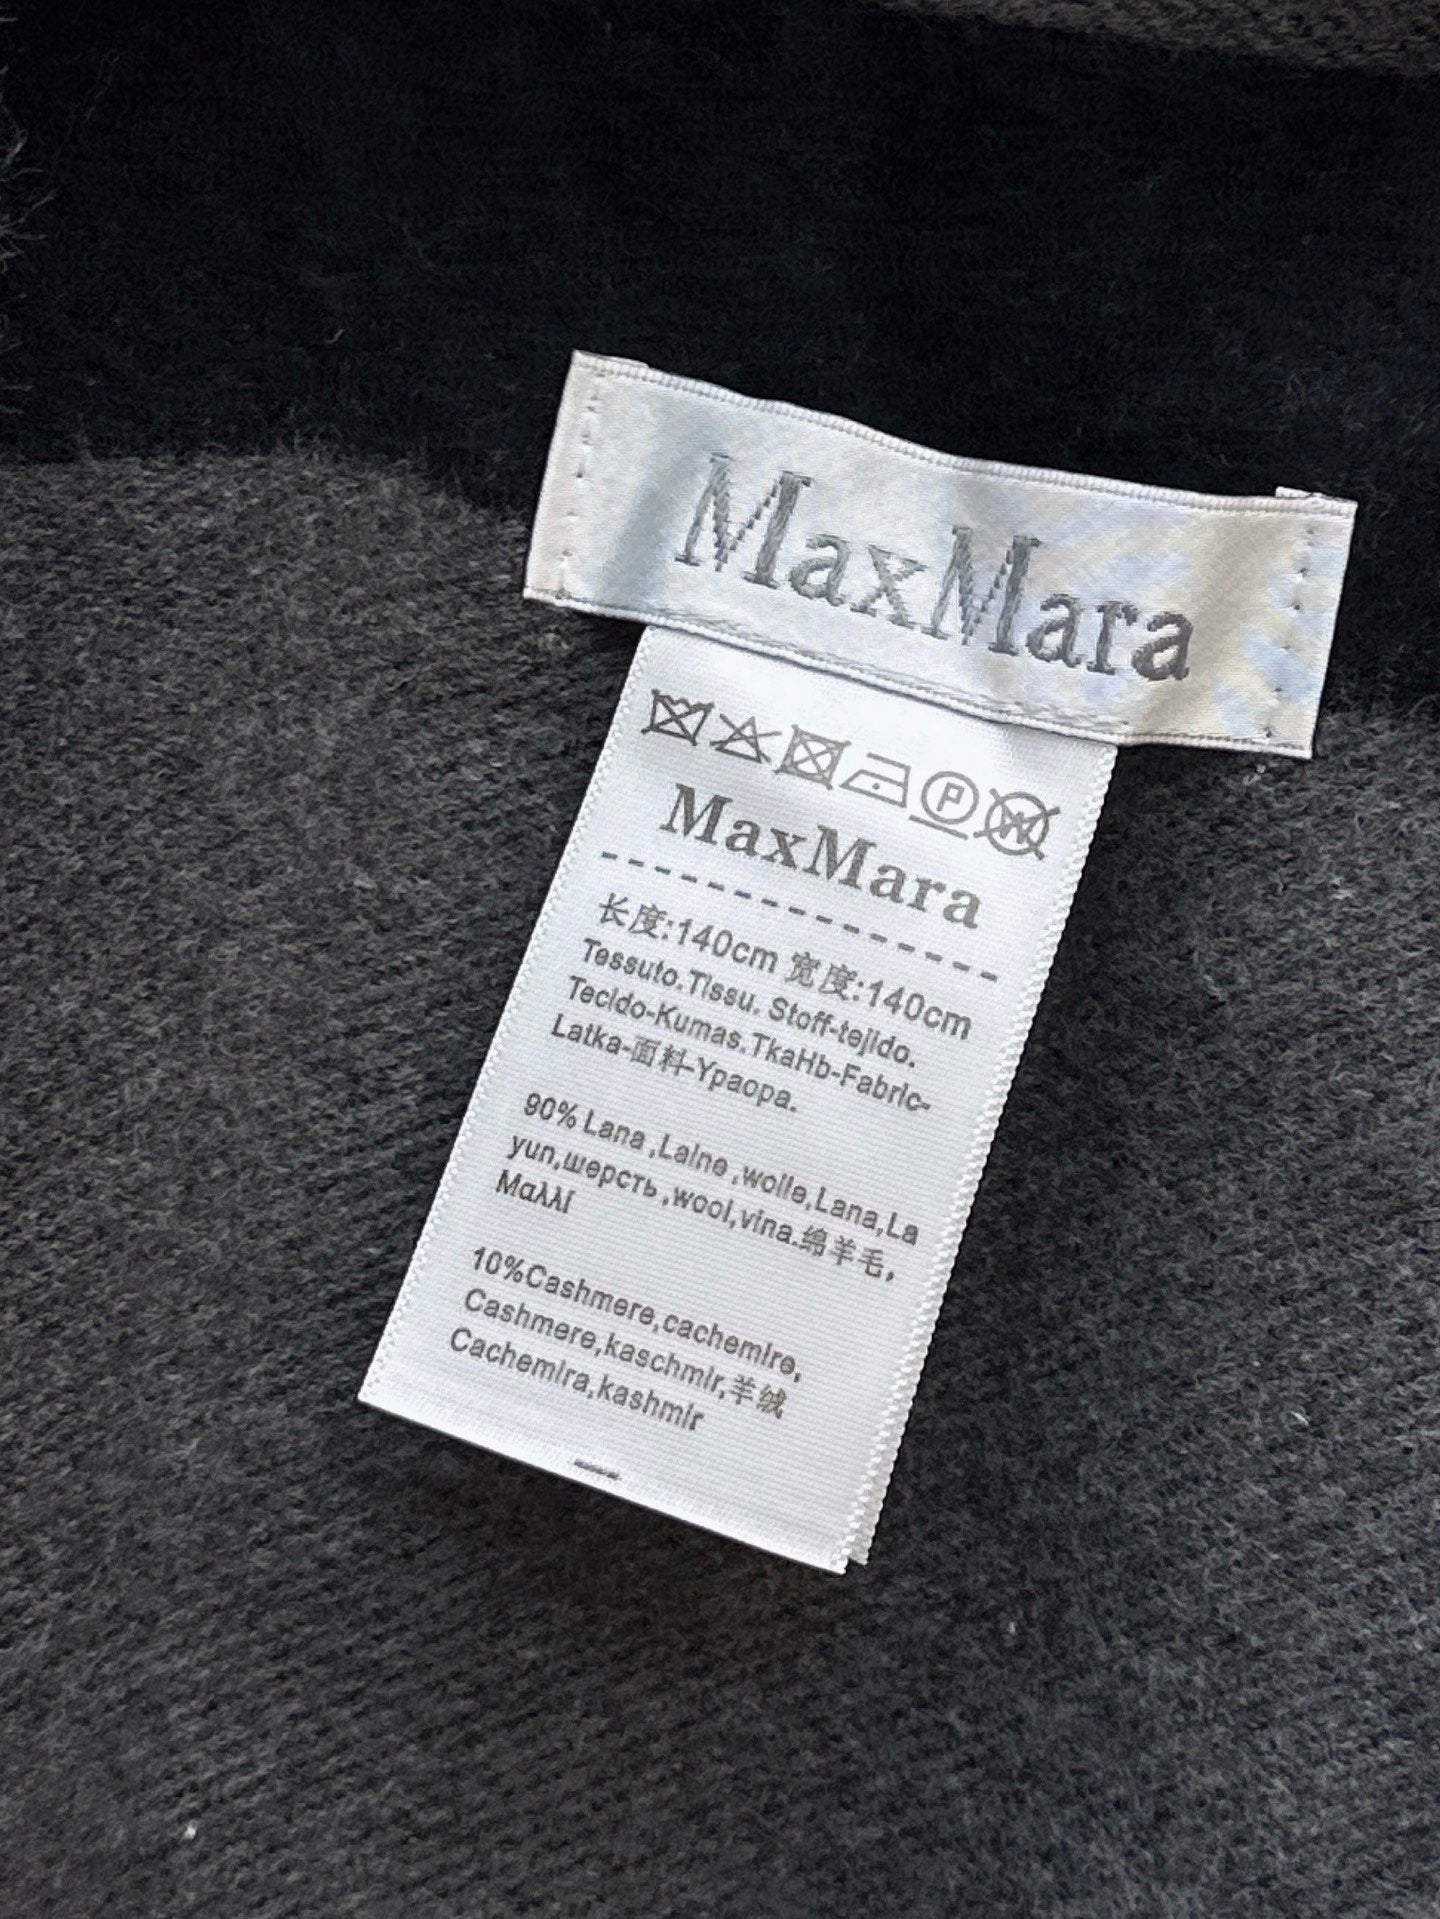 MaxMara
P W
MaxMara
长度:140cm 宽度:140cm
Tessuto.Tissu. Stoff-tejido.
Tecido-Kumas.TkaHb-Fabric-
Latka-面料-Ypaopa.
90% Lana ,Laine ,wolle,Lana,La
yun,шерсть ,wool,vina.绵羊毛,
Μαλλί
10%Cashmere,cachemire,
Cashmere,kaschmir,羊绒
Cachemira,kashmir